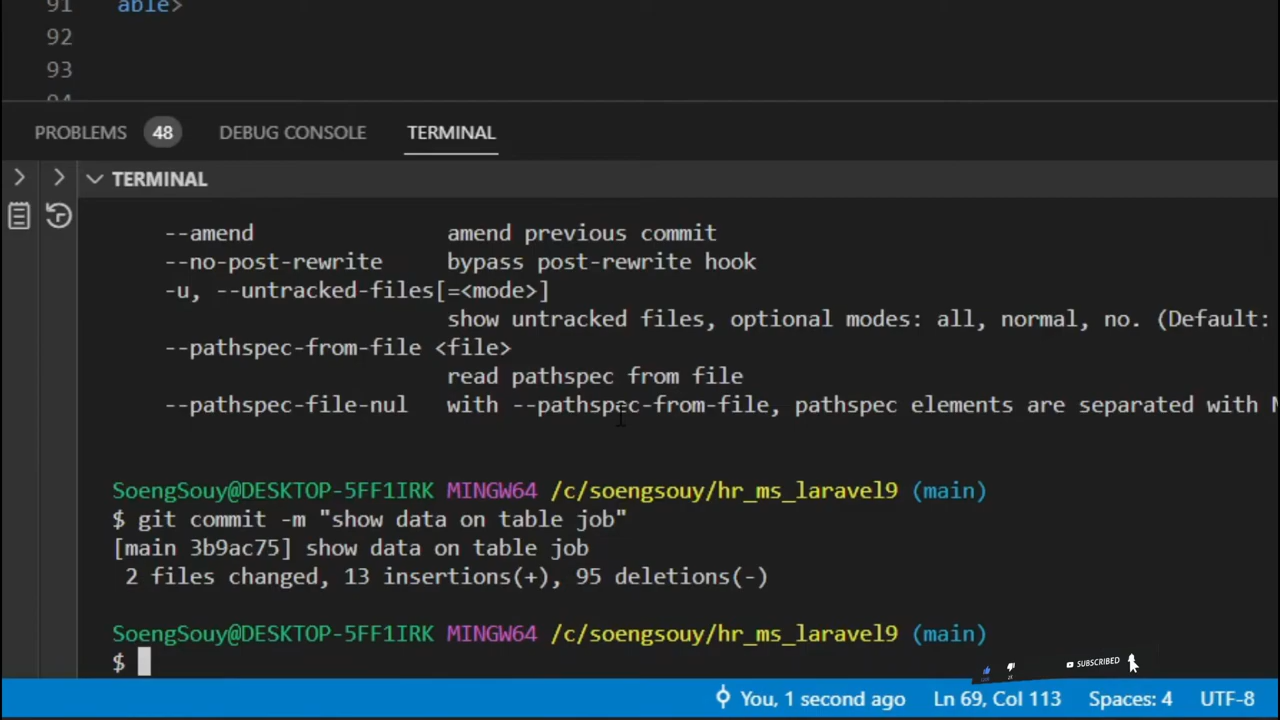 91 able>
92
93
94
PROBLEMS 48 DEBUG CONSOLE TERMINAL
TERMINAL
--amend amend previous commit
--no-post-rewrite bypass post-rewrite hook
-u, --untracked-files[=<mode>]
show untracked files, optional modes: all, normal, no. (Default:
--pathspec-from-file <file>
read pathspec from file
--pathspec-file-nul with --pathspec-from-file, pathspec elements are separated with
SoengSouy@DESKTOP-5FF1IRK MINGW64 /c/soengsouy/hr_ms_laravel9 (main)
$ git commit -m "show data on table job"
[main 3b9ac75] show data on table job
2 files changed, 13 insertions(+), 95 deletions(-)
SoengSouy@DESKTOP-5FF1IRK MINGW64 /c/soengsouy/hr_ms_laravel9 (main)
$
SUBSCRIBED
You, 1 second ago Ln 69, Col 113 Spaces: 4 UTF-8